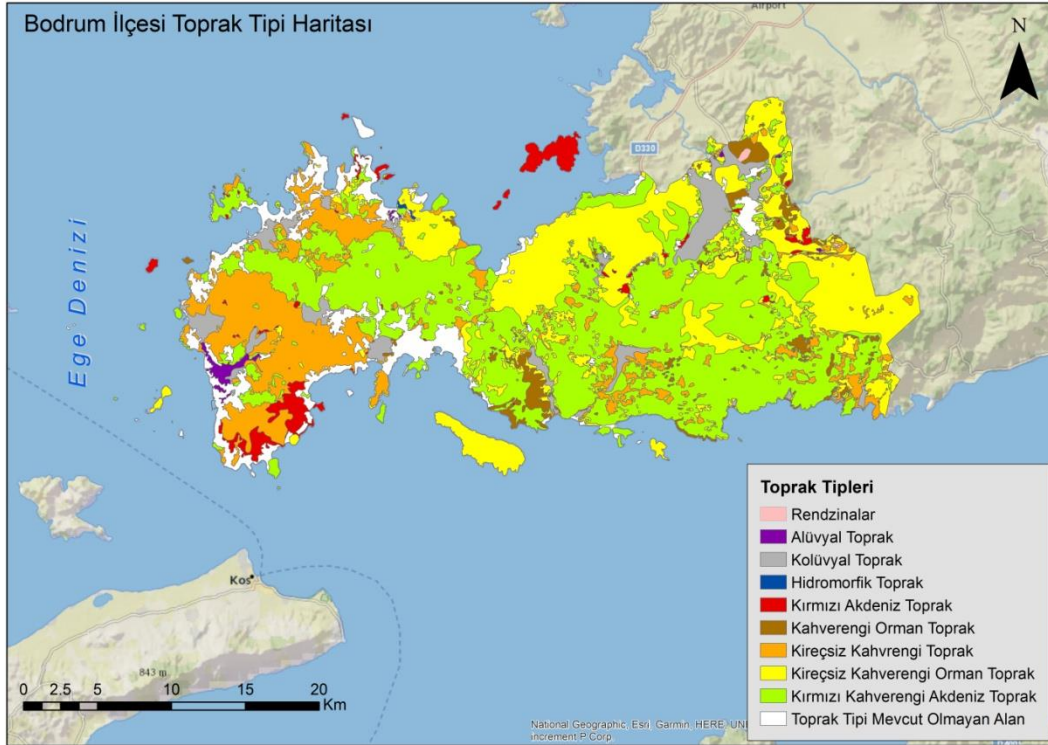 Bodrum İlçesi Toprak Tipi Haritası
Airport
N
D330
Ege Denizi
Kos
843 m
0 2.5 5 10 15 20
Km
Toprak Tipleri
Rendzinalar
Alüvyal Toprak
Kolüvyal Toprak
Hidromorfik Toprak
Kırmızı Akdeniz Toprak
Kahverengi Orman Toprak
Kireçsiz Kahvrengi Toprak
Kireçsiz Kahverengi Orman Toprak
Kırmızı Kahverengi Akdeniz Toprak
Toprak Tipi Mevcut Olmayan Alan
National Geographic, Esri, Garmin, HERE, UN
increment P Corp.